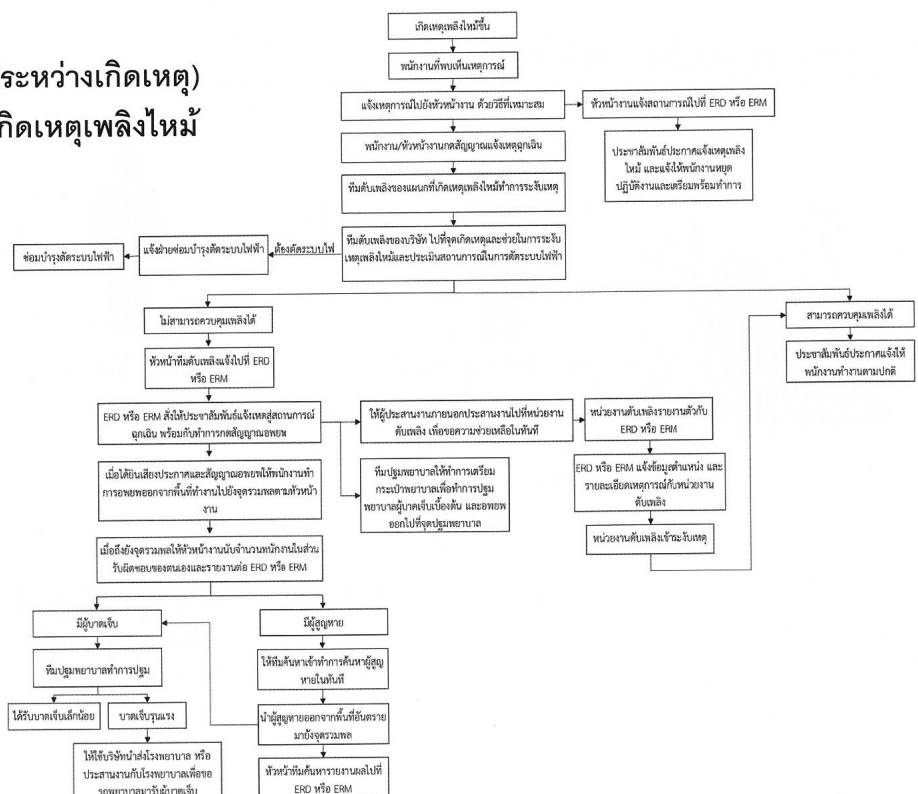 ระหว่างเกิดเหตุ)
กิดเหตุเพลิงไหม้
เกิดเหตุเพลิงไหม้ขึ้น
พนักงานที่พบเห็นเหตุการณ์
แจ้งเหตุการณ์ไปยังหัวหน้างาน ด้วยวิธีที่เหมาะสม
หัวหน้างานแจ้งสถานการณ์ไปที่ ERD หรือ ERM
พนักงาน/หัวหน้างานกดสัญญาณแจ้งเหตุฉุกเฉิน
ประชาสัมพันธ์ประกาศแจ้งเหตุเพลิง
ไหม้ และแจ้งให้พนักงานหยุด
ปฏิบัติงานและเตรียมพร้อมทำการ
ทีมดับเพลิงของแผนกที่เกิดเหตุเพลิงไหม้ทำการระงับเหตุ
ทีมดับเพลิงของบริษัท ไปที่จุดเกิดเหตุและช่วยในการระงับ
เหตุเพลิงไหม้และประเมินสถานการณ์ในการตัดระบบไฟฟ้า
ต้องตัดระบบไฟ
แจ้งฝ่ายซ่อมบำรุงตัดระบบไฟฟ้า
ซ่อมบำรุงตัดระบบไฟฟ้า
ไม่สามารถควบคุมเพลิงได้
สามารถควบคุมเพลิงได้
หัวหน้าทีมดับเพลิงแจ้งไปที่ ERD
หรือ ERM
ประชาสัมพันธ์ประกาศแจ้งให้
พนักงานทำงานตามปกติ
ERD หรือ ERM สั่งให้ประชาสัมพันธ์แจ้งเหตุสู่สถานการณ์
ฉุกเฉิน พร้อมกับทำการกดสัญญาณอพยพ
ให้ผู้ประสานงานภายนอกประสานงานไปที่หน่วยงาน
ดับเพลิง เพื่อขอความช่วยเหลือในทันที
หน่วยงานดับเพลิงรายงานตัวกับ
ERD หรือ ERM
เมื่อได้ยินเสียงประกาศและสัญญาณอพยพให้พนักงานทำ
การอพยพออกจากพื้นที่ทำงานไปยังจุดรวมพลตามหัวหน้า
งาน
ทีมปฐมพยาบาลให้ทำการเตรียม
กระเป๋าพยาบาลเพื่อทำการปฐม
พยาบาลผู้บาดเจ็บเบื้องต้น และอพยพ
ออกไปที่จุดปฐมพยาบาล
ERD หรือ ERM แจ้งข้อมูลตำแหน่ง และ
รายละเอียดเหตุการณ์กับหน่วยงาน
ดับเพลิง
หน่วยงานดับเพลิงเข้าระงับเหตุ
เมื่อถึงยังจุดรวมพลให้หัวหน้างานนับจำนวนพนักงานในส่วน
รับผิดชอบของตนเองและรายงานต่อ ERD หรือ ERM
มีผู้บาดเจ็บ
มีผู้สูญหาย
ทีมปฐมพยาบาลทำการปฐม
ให้ทีมค้นหาเข้าทำการค้นหาผู้สูญ
หายในทันที
ได้รับบาดเจ็บเล็กน้อย
บาดเจ็บรุนแรง
นำผู้สูญหายออกจากพื้นที่อันตราย
มายังจุดรวมพล
ให้ใช้บริษัทนำส่งโรงพยาบาล หรือ
ประสานงานกับโรงพยาบาลเพื่อขอ
รถพยาบาลมารับผู้บาดเจ็บ
หัวหน้าทีมค้นหารายงานผลไปที่
ERD หรือ ERM